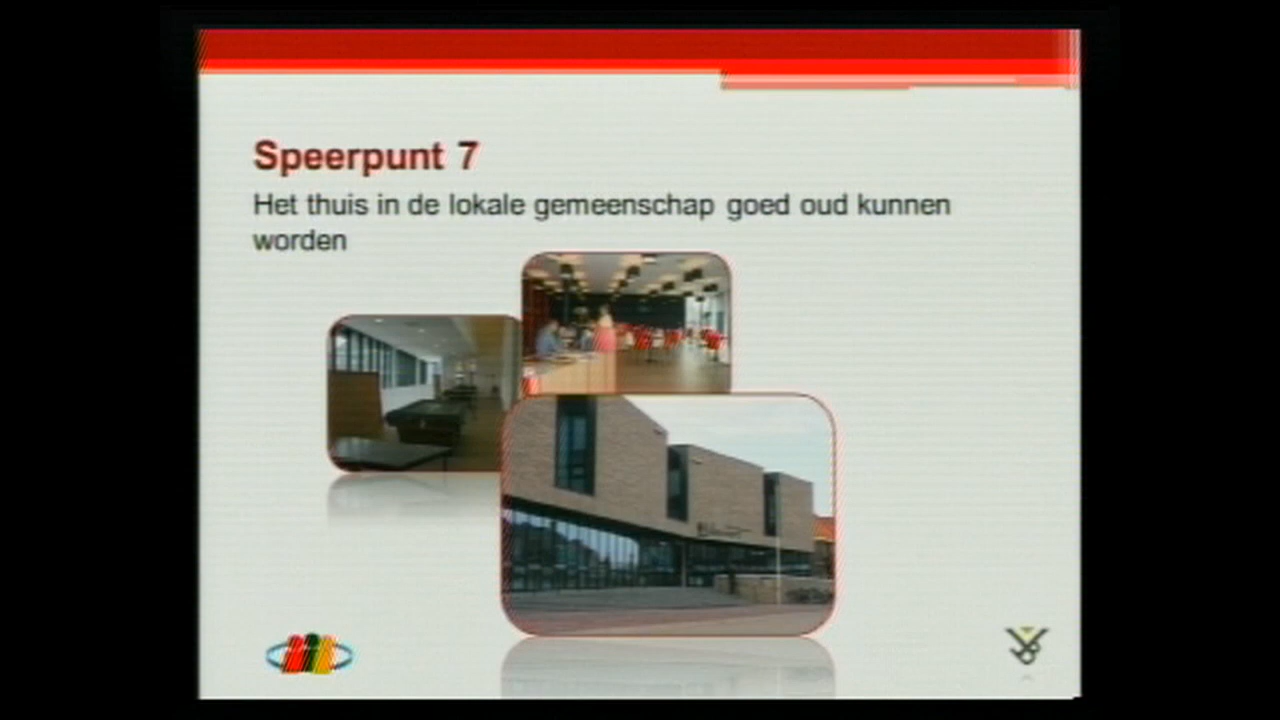 Speerpunt 7
Het thuis in de lokale gemeenschap goed oud kunnen
worden